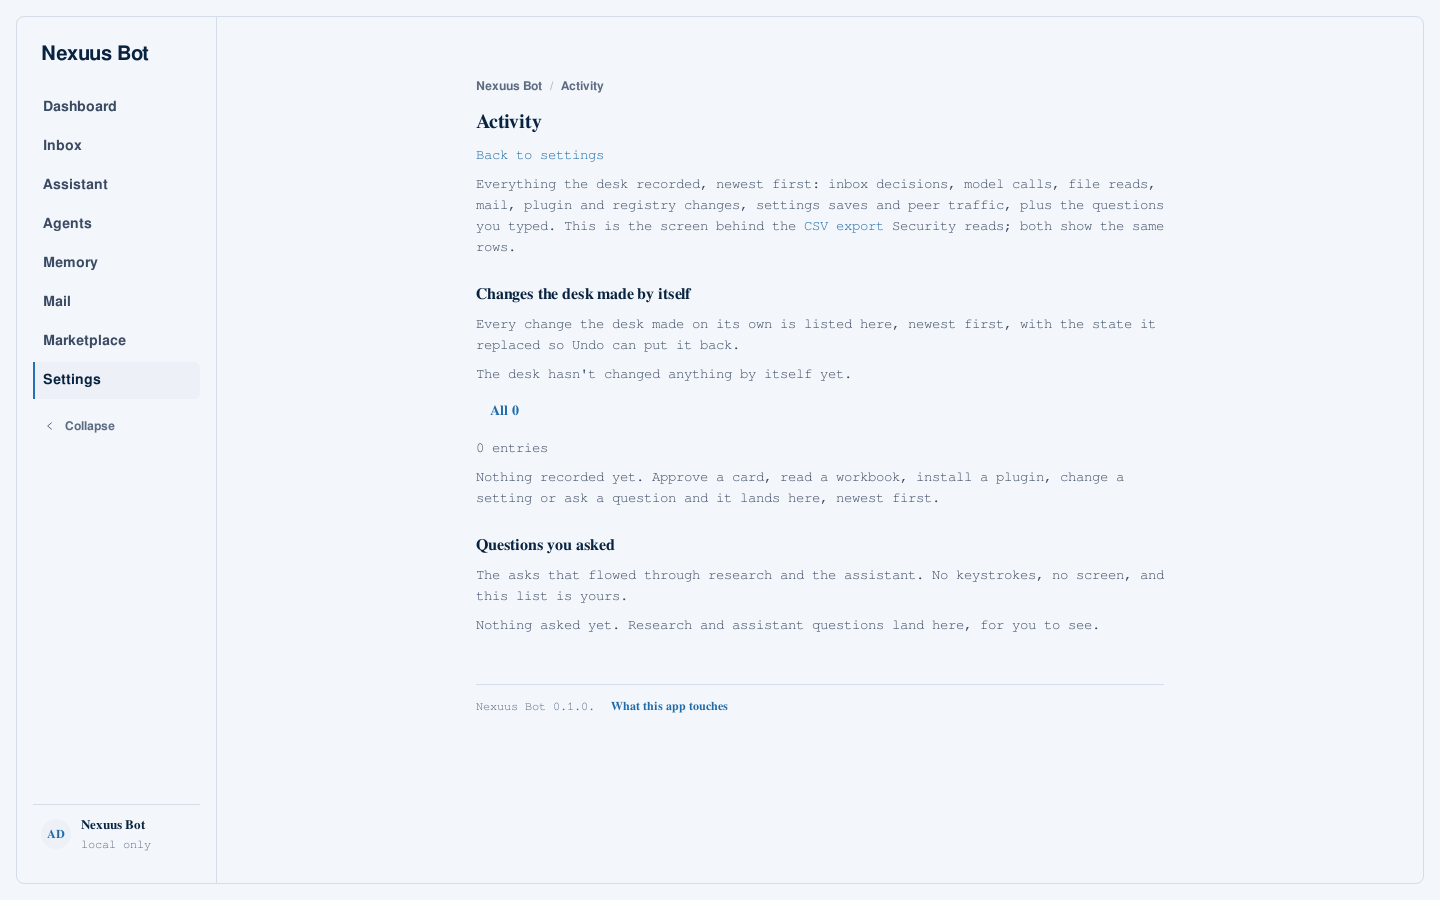 Nexuus Bot
Dashboard
Inbox
Assistant
Agents
Memory
Mail
Marketplace
Settings
Collapse
AD
Nexuus Bot
local only
Nexuus Bot / Activity
Activity
Back to settings
Everything the desk recorded, newest first: inbox decisions, model calls, file reads,
mail, plugin and registry changes, settings saves and peer traffic, plus the questions
you typed. This is the screen behind the CSV export Security reads; both show the same
rows.
Changes the desk made by itself
Every change the desk made on its own is listed here, newest first, with the state it
replaced so Undo can put it back.
The desk hasn't changed anything by itself yet.
All 0
0 entries
Nothing recorded yet. Approve a card, read a workbook, install a plugin, change a
setting or ask a question and it lands here, newest first.
Questions you asked
The asks that flowed through research and the assistant. No keystrokes, no screen, and
this list is yours.
Nothing asked yet. Research and assistant questions land here, for you to see.
Nexuus Bot 0.1.0. What this app touches